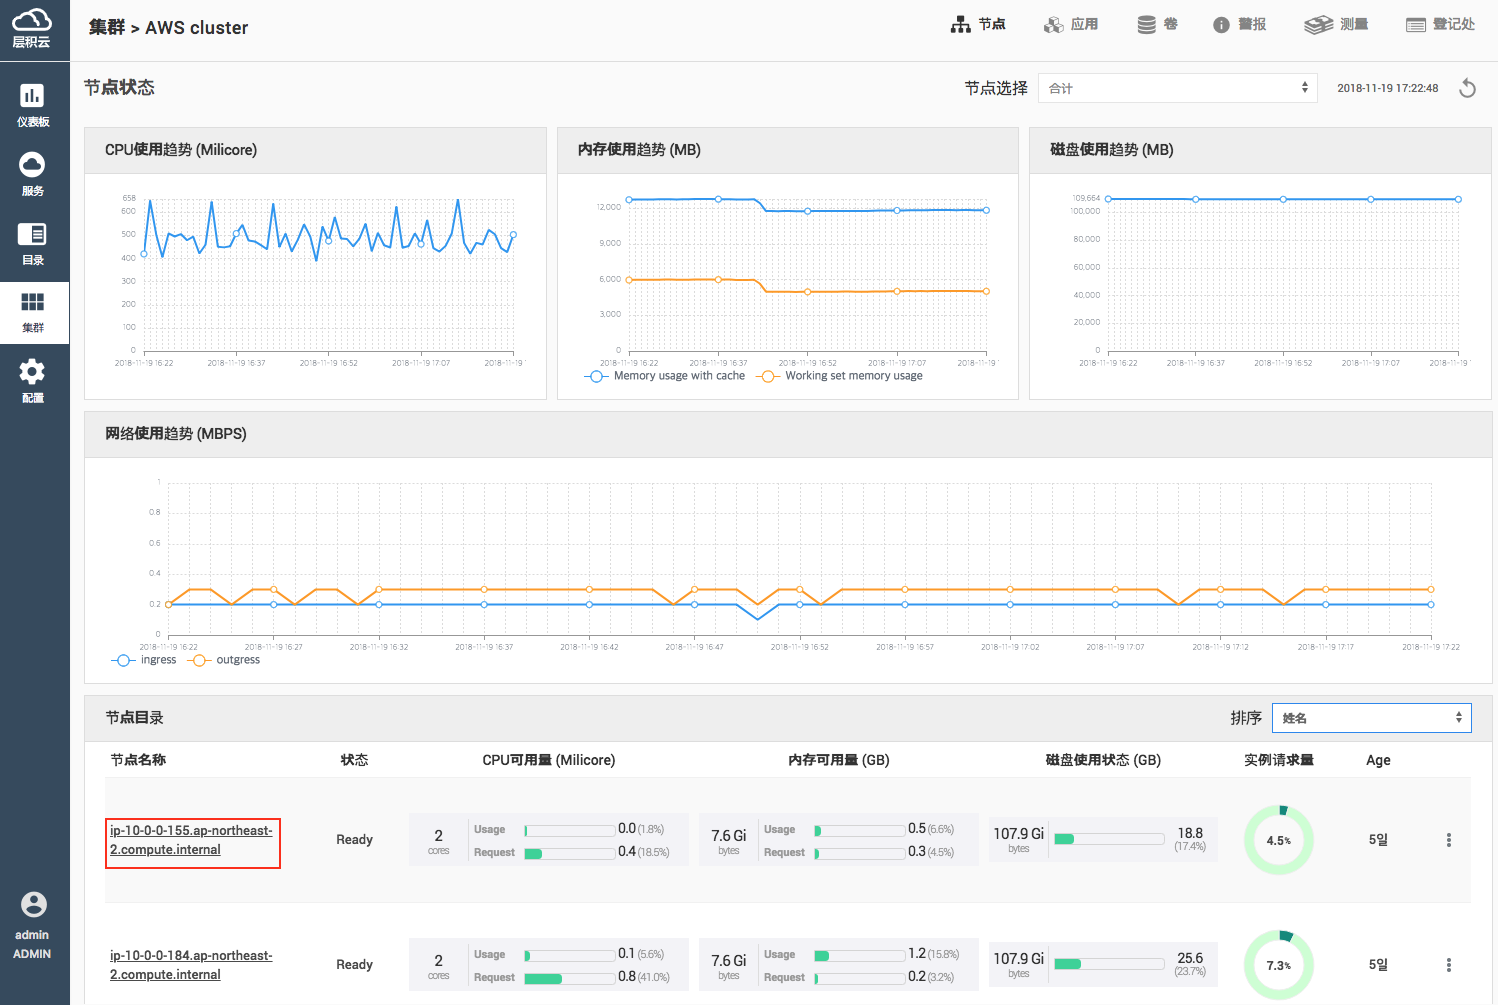 层积云
集群 > AWS cluster
节点
应用
卷
警报
测量
登记处
仪表板
服务
目录
集群
配置
admin
ADMIN
节点状态
节点选择
合计
2018-11-19 17:22:48
CPU使用趋势 (Milicore)
658
600
500
400
300
200
100
0
2018-11-19 16:22
2018-11-19 16:37
2018-11-19 16:52
2018-11-19 17:07
2018-11-19
内存使用趋势 (MB)
12,000
9,000
6,000
3,000
0
2018-11-19 16:22
2018-11-19 16:37
2018-11-19 16:52
2018-11-19 17:07
2018-11-19
Memory usage with cache
Working set memory usage
磁盘使用趋势 (MB)
109,664
100,000
80,000
60,000
40,000
20,000
0
2018-11-19 16:22
2018-11-19 16:37
2018-11-19 16:52
2018-11-19 17:07
2018-11-19
网络使用趋势 (MBPS)
1
0.8
0.6
0.4
0.2
0
2018-11-19 16:22
2018-11-19 16:27
2018-11-19 16:32
2018-11-19 16:37
2018-11-19 16:42
2018-11-19 16:47
2018-11-19 16:52
2018-11-19 16:57
2018-11-19 17:02
2018-11-19 17:07
2018-11-19 17:12
2018-11-19 17:17
2018-11-19 17:22
ingress
outgress
节点目录
排序
姓名
节点名称
状态
CPU可用量 (Milicore)
内存可用量 (GB)
磁盘使用状态 (GB)
实例请求量
Age
ip-10-0-0-155.ap-northeast-
2.compute.internal
Ready
2
cores
Usage
0.0 (1.8%)
Request
0.4 (18.5%)
7.6 Gi
bytes
Usage
0.5 (6.6%)
Request
0.3 (4.5%)
107.9 Gi
bytes
18.8
(17.4%)
4.5%
5일
ip-10-0-0-184.ap-northeast-
2.compute.internal
Ready
2
cores
Usage
0.1 (5.6%)
Request
0.8 (41.0%)
7.6 Gi
bytes
Usage
1.2 (15.8%)
Request
0.2 (3.2%)
107.9 Gi
bytes
25.6
(23.7%)
7.3%
5일